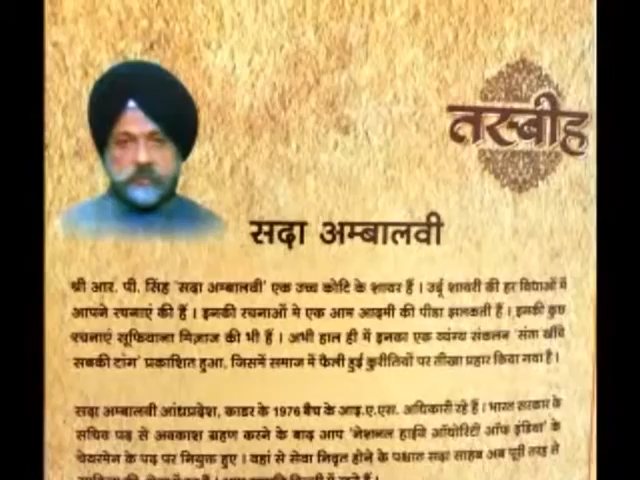 तस्बीह
सदा अम्बालवी
श्री आर. पी. सिंह 'सदा अम्बालवी' एक उच्च कोटि के शायर हैं । उर्दू शायरी की हर विधाओं में
आपने रचनाएं की हैं । इनकी रचनाओं मे एक आम आदमी की पीडा झलकती हैं । इनकी कुछ
रचनाएं सूफियाना मिज़ाज की भी हैं । अभी हाल ही में इनका एक व्यंग्य संकलन 'संता खींचे
सबकी टांग' प्रकाशित हुआ, जिसमें समाज में फैली हुई कुरीतियों पर तीखा प्रहार किया गया है ।
सदा अम्बालवी आंध्रप्रदेश, काडर के 1976 बैच के आइ.ए.एस. अधिकारी रहे हैं । भारत सरकार के
सचिव पद से अवकाश ग्रहण करने के बाद आप 'नेशनल हाईवे ऑथोरिटी ऑफ इंडिया' के
चेयरमेन के पद पर नियुक्त हुए । वहां से सेवा निवृत होने के पश्चात सदा साहब अब पूरी तरह से